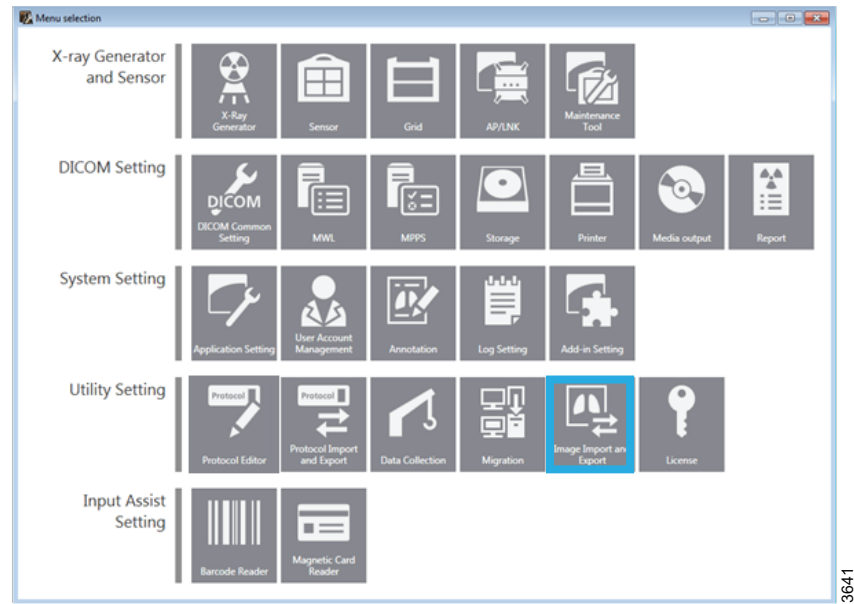 Menu selection
X-ray Generator
and Sensor
X-Ray
Generator
Sensor
Grid
AP/LNK
Maintenance
Tool
DICOM Setting
DICOM
DICOM Common
Setting
MWL
MPPS
Storage
Printer
Media output
Report
System Setting
Application Setting
User Account
Management
Annotation
Log Setting
Add-in Setting
Utility Setting
Protocol
Protocol Editor
Protocol
Protocol Import
and Export
Data Collection
Migration
Image Import an
Export
License
Input Assist
Setting
Barcode Reader
Magnetic Card
Reader
3641